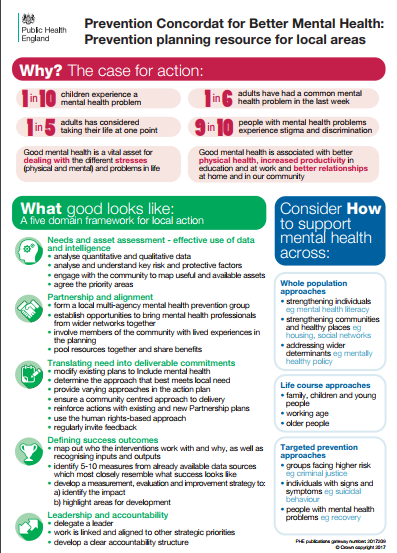 Public Health
England
Prevention Concordat for Better Mental Health:
Prevention planning resource for local areas
Why? The case for action:
1 in 10 children experience a
mental health problem
1 in 6 adults have had a common mental
health problem in the last week
1 in 5 adults has considered
taking their life at one point
9 in 10 people with mental health problems
experience stigma and discrimination
Good mental health is a vital asset for
dealing with the different stresses
(physical and mental) and problems in life
Good mental health is associated with better
physical health, increased productivity in
education and at work and better relationships
at home and in our community
What good looks like:
A five domain framework for local action
Needs and asset assessment - effective use of data
and intelligence
• analyse quantitative and qualitative data
• analyse and understand key risk and protective factors
• engage with the community to map useful and available assets
• agree the priority areas
Partnership and alignment
• form a local multi-agency mental health prevention group
• establish opportunities to bring mental health professionals
from wider networks together
• involve members of the community with lived experiences in
the planning
• pool resources together and share benefits
Translating need into deliverable commitments
• modify existing plans to Include mental health
• determine the approach that best meets local need
• provide varying approaches in the action plan
• ensure a community centred approach to delivery
• reinforce actions with existing and new Partnership plans
• use the human rights-based approach
• regularly invite feedback
Defining success outcomes
• map out who the interventions work with and why, as well as
recognising inputs and outputs
• identify 5-10 measures from already available data sources
which most closely resemble what success looks like
• develop a measurement, evaluation and improvement strategy to:
a) identify the impact
b) highlight areas for development
Leadership and accountability
• delegate a leader
• work is linked and aligned to other strategic priorities
• develop a clear accountability structure
Consider How
to support
mental health
across:
Whole population
approaches
• strengthening individuals
eg mental health literacy
• strengthening communities
and healthy places eg
housing, social networks
• addressing wider
determinants eg mentally
healthy policy
Life course approaches
• family, children and young
people
• working age
• older people
Targeted prevention
approaches
• groups facing higher risk
eg criminal justice
• individuals with signs and
symptoms eg suicidal
behaviour
• people with mental health
problems eg recovery
PHE publications gateway number: 2017209
© Crown copyright 2017